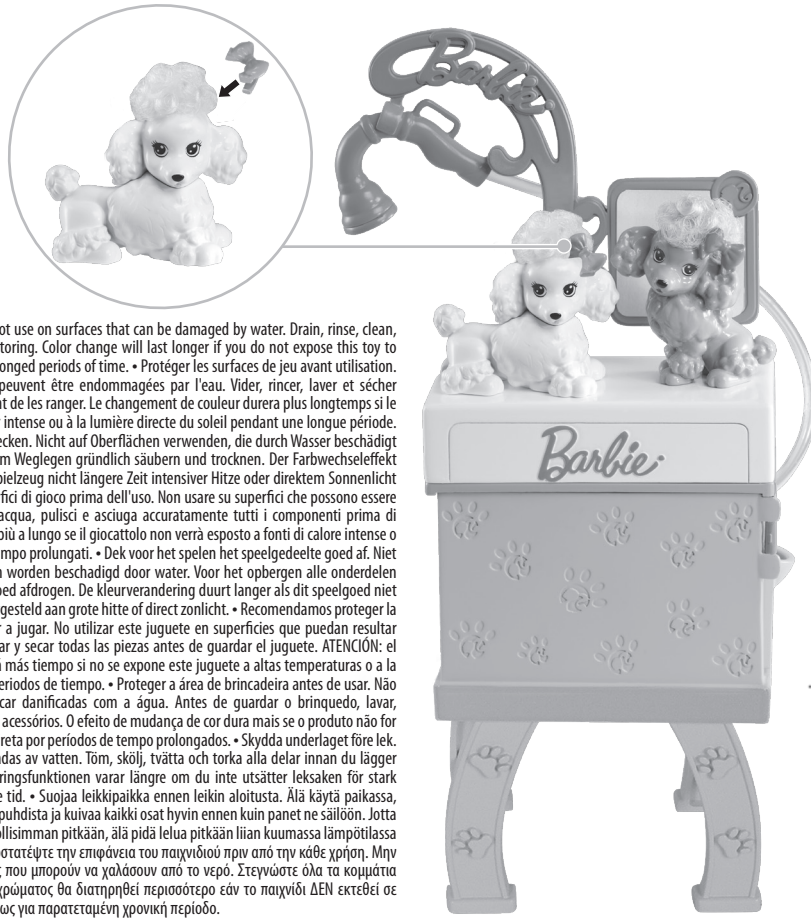 Barbie
ot use on surfaces that can be damaged by water. Drain, rinse, clean,
toring. Color change will last longer if you do not expose this toy to
onged periods of time. • Protéger les surfaces de jeu avant utilisation.
peuvent être endommagées par l'eau. Vider, rincer, laver et sécher
t de les ranger. Le changement de couleur durera plus longtemps si le
r intense ou à la lumière directe du soleil pendant une longue période.
ecken. Nicht auf Oberflächen verwenden, die durch Wasser beschädigt
m Weglegen gründlich säubern und trocknen. Der Farbwechseleffekt
pielzeug nicht längere Zeit intensiver Hitze oder direktem Sonnenlicht
fici di gioco prima dell'uso. Non usare su superfici che possono essere
acqua, pulisci e asciuga accuratamente tutti i componenti prima di
più a lungo se il giocattolo non verrà esposto a fonti di calore intense o
mpo prolungati. • Dek voor het spelen het speelgedeelte goed af. Niet
n worden beschadigd door water. Voor het opbergen alle onderdelen
ped afdrogen. De kleurverandering duurt langer als dit speelgoed niet
gesteld aan grote hitte of direct zonlicht. • Recomendamos proteger la
r a jugar. No utilizar este juguete en superficies que puedan resultar
ar y secar todas las piezas antes de guardar el juguete. ATENCIÓN: el
á más tiempo si no se expone este juguete a altas temperaturas o a la
eriodos de tiempo. • Proteger a área de brincadeira antes de usar. Não
car danificadas com a água. Antes de guardar o brinquedo, lavar,
acessórios. O efeito de mudança de cor dura mais se o produto não for
reta por períodos de tempo prolongados. • Skydda underlaget före lek.
das av vatten. Töm, skölj, tvätta och torka alla delar innan du lägger
ringsfunktionen varar längre om du inte utsätter leksaken för stark
e tid. • Suojaa leikkipaikka ennen leikin aloitusta. Älä käytä paikassa,
puhdista ja kuivaa kaikki osat hyvin ennen kuin panet ne säilöön. Jotta
ollisimman pitkään, älä pidä lelua pitkään liian kuumassa lämpötilassa
οστατέψτε την επιφάνεια του παιχνιδιού πριν από την κάθε χρήση. Μην
ς που μπορούν να χαλάσουν από το νερό. Στεγνώστε όλα τα κομμάτια
χρώματος θα διατηρηθεί περισσότερο εάν το παιχνίδι ΔΕΝ εκτεθεί σε
ως για παρατεταμένη χρονική περίοδο.
Barbie